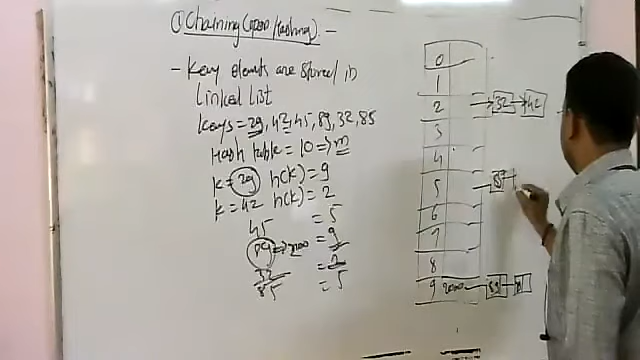 ① Chaining (open Hashing) -
- Key elements are stored in
Linked List
Keys = 29, 42, 45, 89, 32, 85
Hash table = 10 => m
k = 29 h(k) = 9
k = 42 h(k) = 2
45 = 5
89 = 9
32 = 2
85 = 5
0
1
2 32 42
3
4
5
6
7
8
9 2000